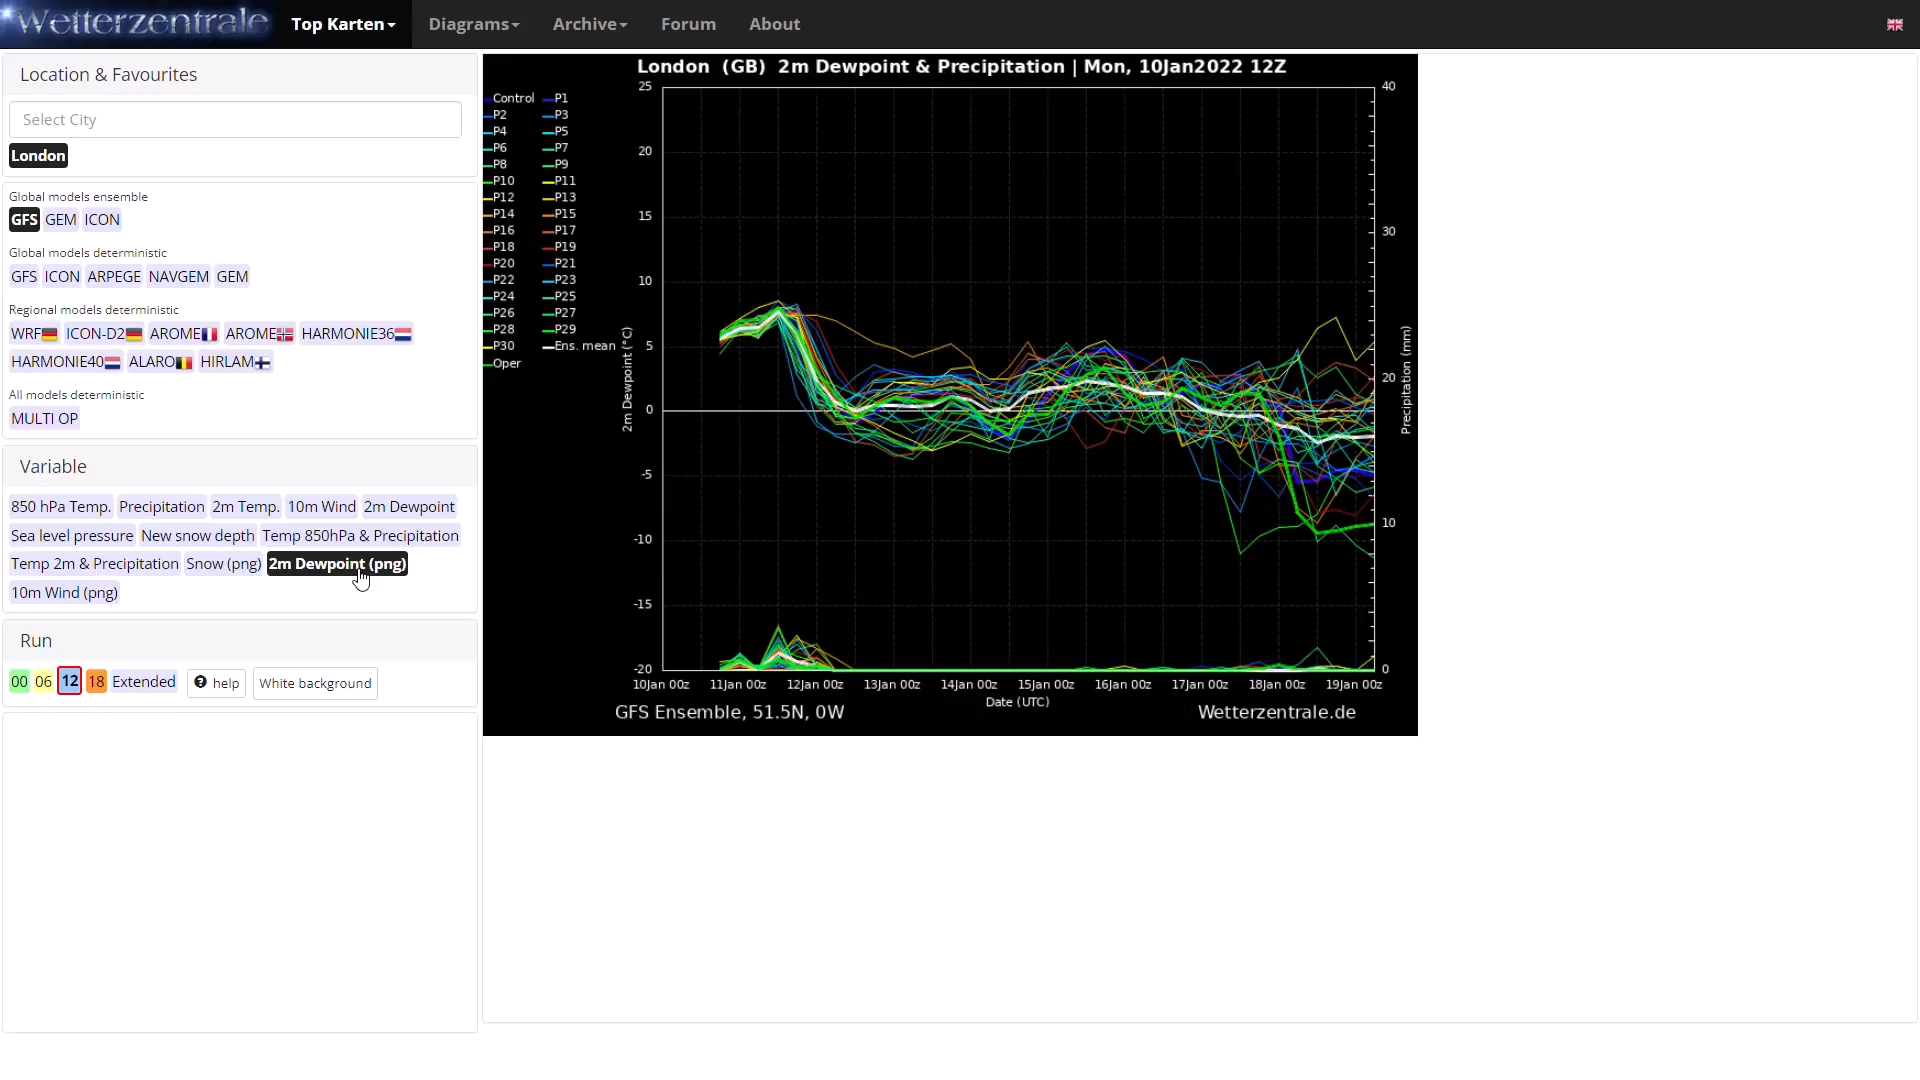 Wetterzentrale Top Karten Diagrams Archive Forum About
Location & Favourites
Select City
London
Global models ensemble
GFS GEM ICON
Global models deterministic
GFS ICON ARPEGE NAVGEM GEM
Regional models deterministic
WRF ICON-D2 AROME AROME HARMONIE36
HARMONIE40 ALARO HIRLAM
All models deterministic
MULTI OP
Variable
850 hPa Temp. Precipitation 2m Temp. 10m Wind 2m Dewpoint
Sea level pressure New snow depth Temp 850hPa & Precipitation
Temp 2m & Precipitation Snow (png) 2m Dewpoint (png)
10m Wind (png)
Run
00 06 12 18 Extended help White background
London (GB) 2m Dewpoint & Precipitation | Mon, 10Jan2022 12Z
Control P1
P2 P3
P4 P5
P6 P7
P8 P9
P10 P11
P12 P13
P14 P15
P16 P17
P18 P19
P20 P21
P22 P23
P24 P25
P26 P27
P28 P29
P30 Ens. mean
Oper
2m Dewpoint (°C)
25
20
15
10
5
0
-5
-10
-15
-20
40
30
20
10
0
Precipitation (mm)
10Jan 00z 11Jan 00z 12Jan 00z 13Jan 00z 14Jan 00z 15Jan 00z 16Jan 00z 17Jan 00z 18Jan 00z 19Jan 00z
Date (UTC)
GFS Ensemble, 51.5N, 0W Wetterzentrale.de